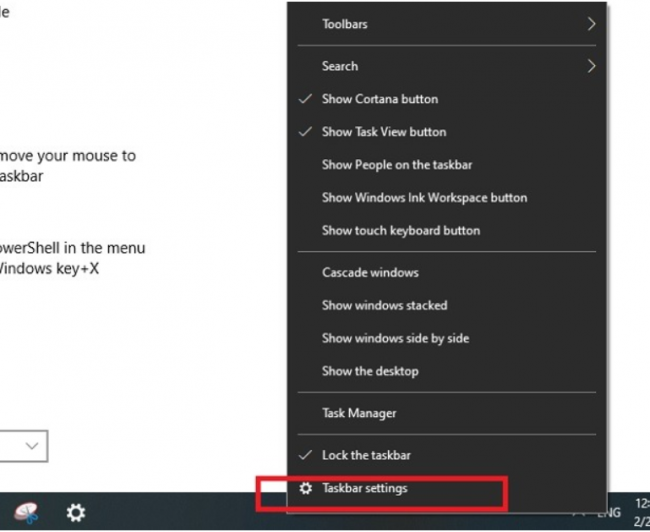 le
move your mouse to
askbar
owerShell in the menu
Windows key+X
Toolbars
Search
Show Cortana button
Show Task View button
Show People on the taskbar
Show Windows Ink Workspace button
Show touch keyboard button
Cascade windows
Show windows stacked
Show windows side by side
Show the desktop
Task Manager
Lock the taskbar
Taskbar settings
ENG
12:
2/2